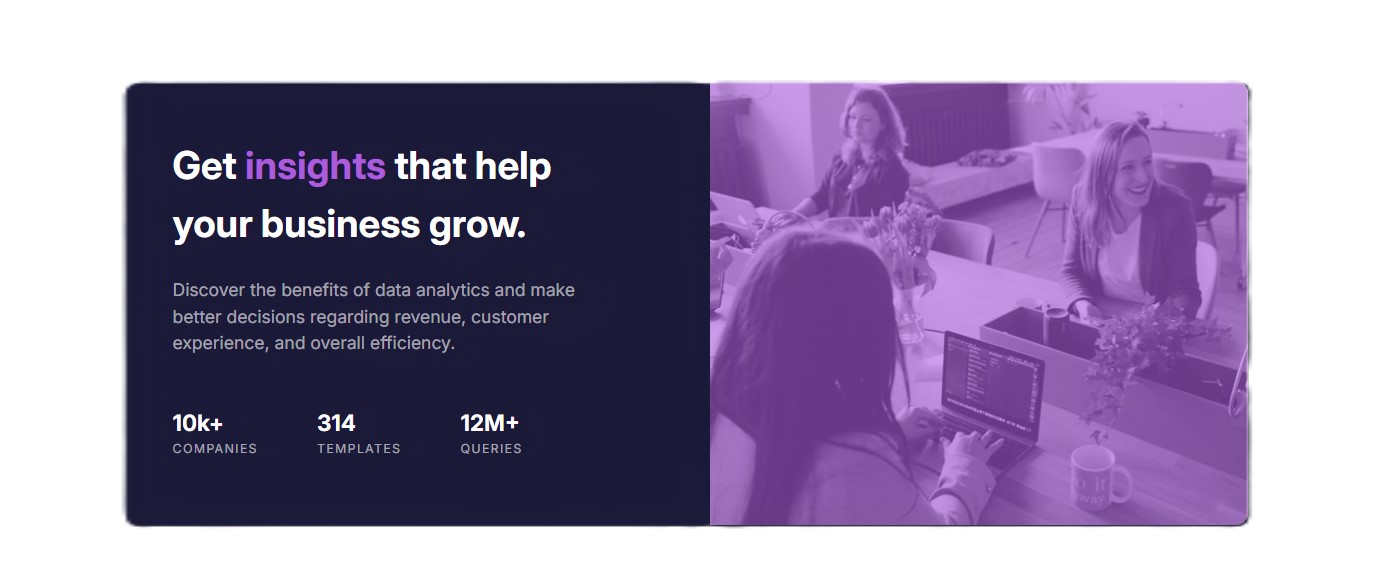 Get insights that help
your business grow.
Discover the benefits of data analytics and make
better decisions regarding revenue, customer
experience, and overall efficiency.
10k+ 314 12M+
COMPANIES TEMPLATES QUERIES